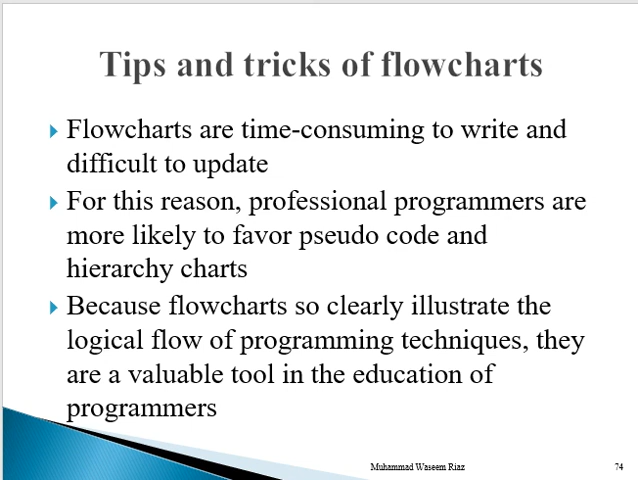 Tips and tricks of flowcharts
Flowcharts are time-consuming to write and
difficult to update
For this reason, professional programmers are
more likely to favor pseudo code and
hierarchy charts
Because flowcharts so clearly illustrate the
logical flow of programming techniques, they
are a valuable tool in the education of
programmers
Muhammad Waseem Riaz
74